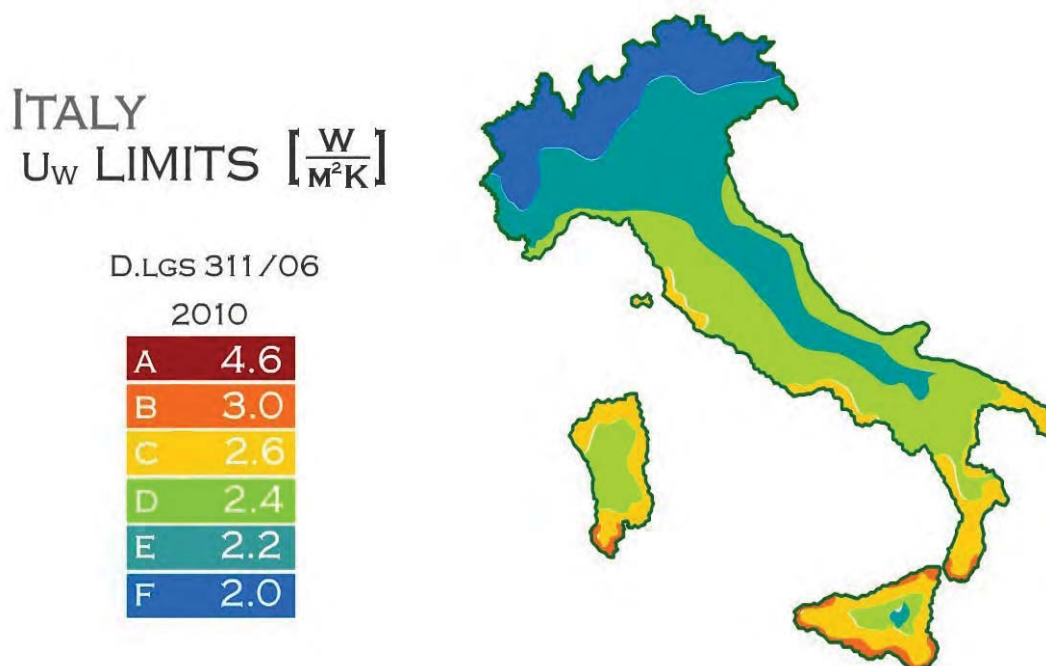 ITALY
Uw LIMITS [W/M²K]
D.LGS 311/06
2010
A 4.6
B 3.0
C 2.6
D 2.4
E 2.2
F 2.0